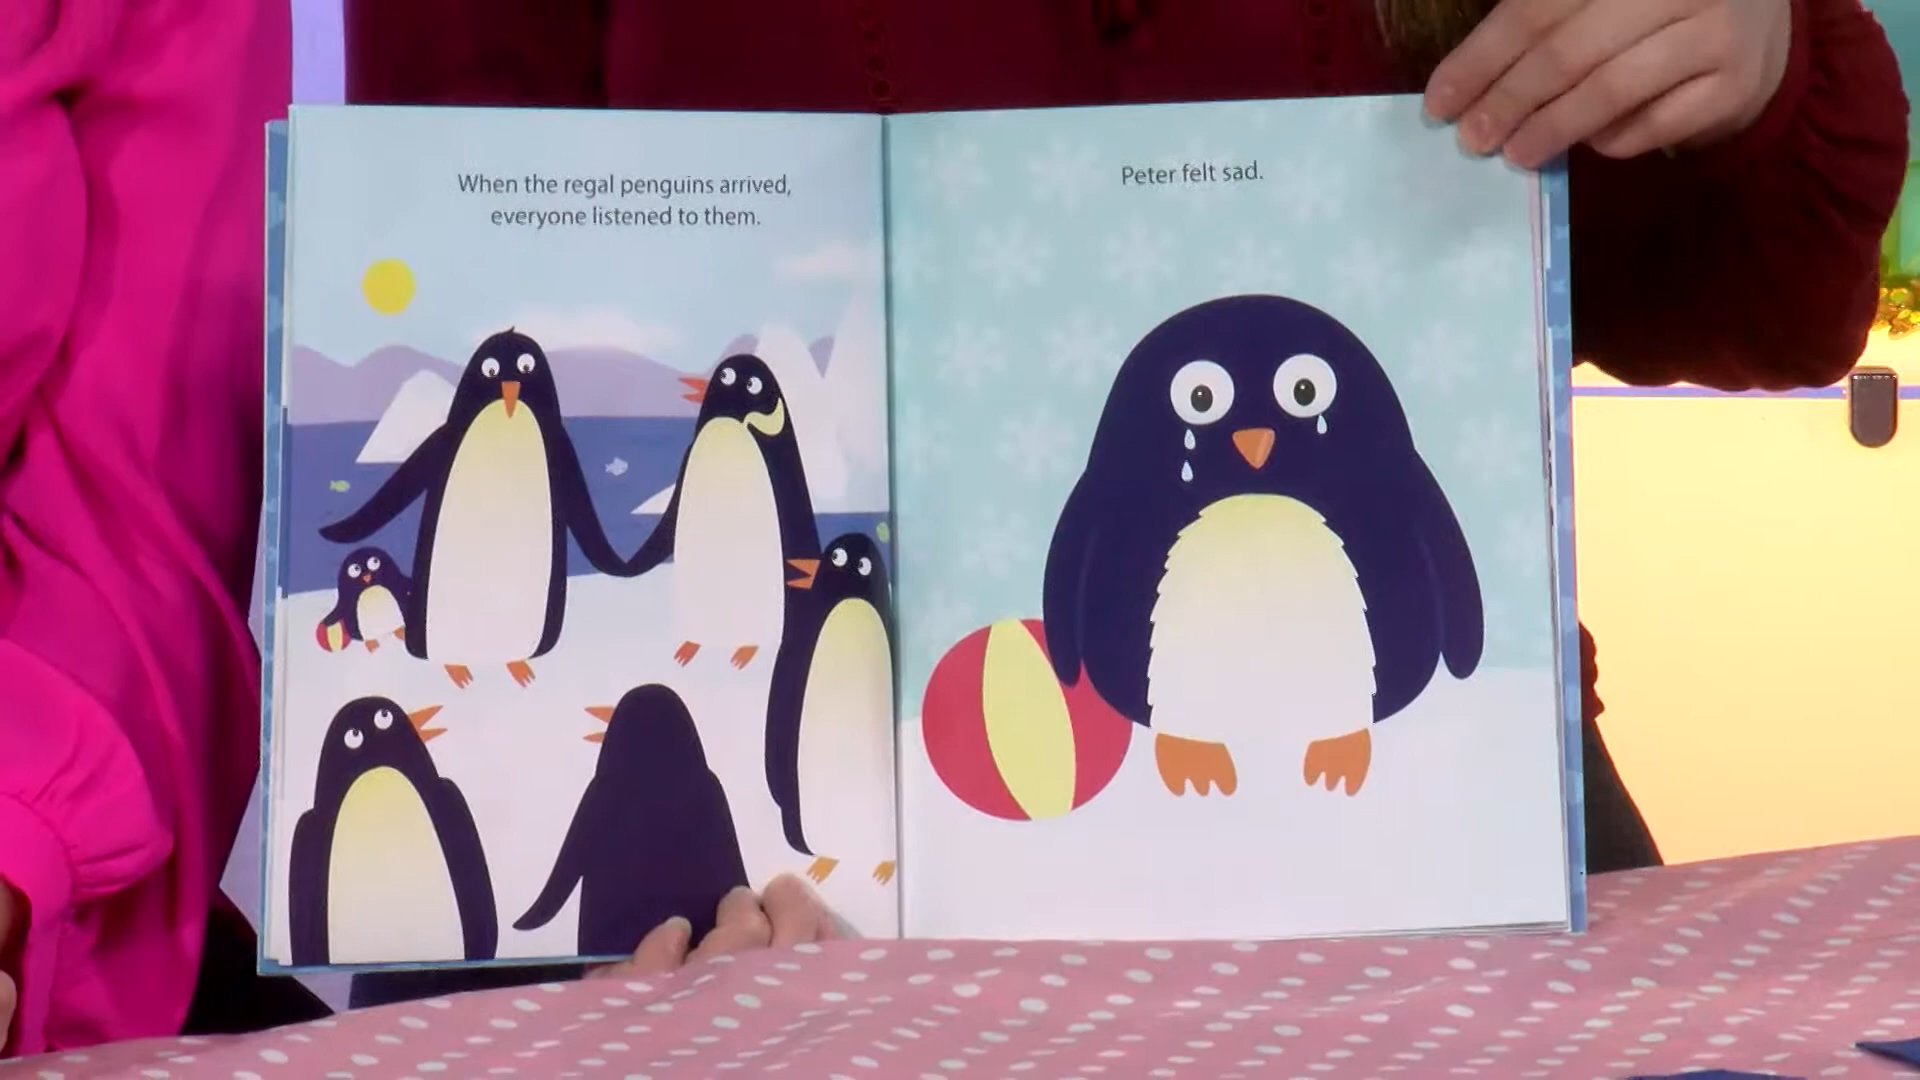 When the regal penguins arrived,
everyone listened to them.
Peter felt sad.